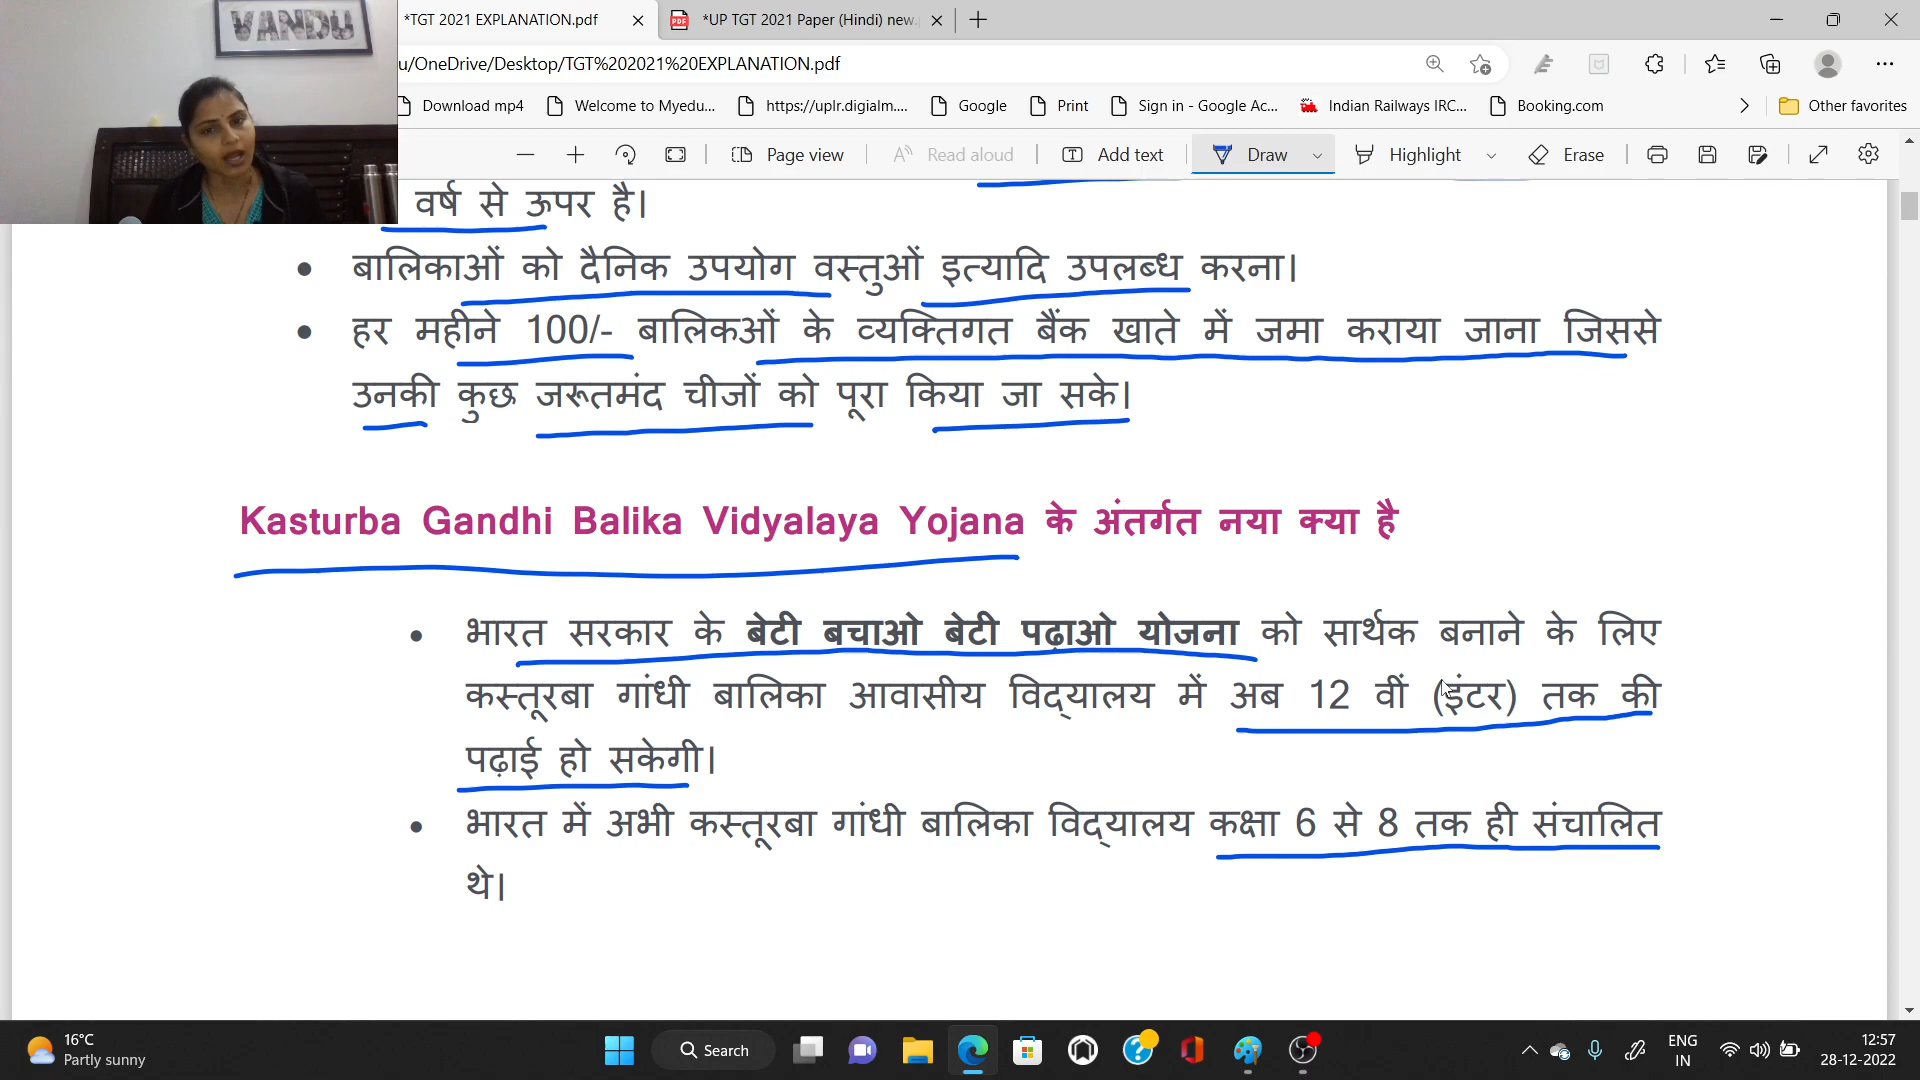 VANDU
*TGT 2021 EXPLANATION.pdf
*UP TGT 2021 Paper (Hindi) new.
u/OneDrive/Desktop/TGT%202021%20EXPLANATION.pdf
Download mp4 Welcome to Myedu... https://uplr.digialm.... Google Print Sign in - Google Ac... Indian Railways IRC... Booking.com Other favorites
Page view Read aloud Add text Draw Highlight Erase
वर्ष से ऊपर है।
• बालिकाओं को दैनिक उपयोग वस्तुओं इत्यादि उपलब्ध करना।
• हर महीने 100/- बालिकओं के व्यक्तिगत बैंक खाते में जमा कराया जाना जिससे
उनकी कुछ जरूतमंद चीजों को पूरा किया जा सके।
Kasturba Gandhi Balika Vidyalaya Yojana के अंतर्गत नया क्या है
• भारत सरकार के बेटी बचाओ बेटी पढ़ाओ योजना को सार्थक बनाने के लिए
कस्तूरबा गांधी बालिका आवासीय विद्यालय में अब 12 वीं (इंटर) तक की
पढ़ाई हो सकेगी।
• भारत में अभी कस्तूरबा गांधी बालिका विद्यालय कक्षा 6 से 8 तक ही संचालित
थे।
16°C
Partly sunny
Search
ENG
IN
12:57
28-12-2022